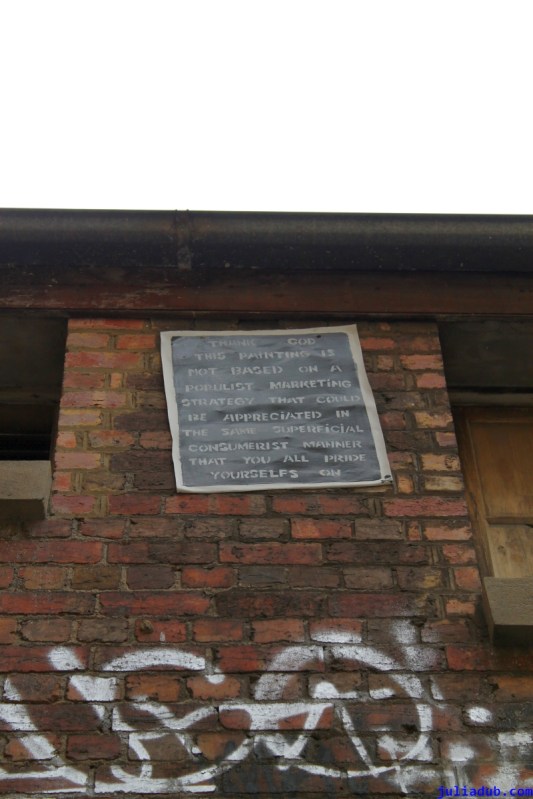 THANK GOD
THIS PAINTING IS
NOT BASED ON A
POPULIST MARKETING
STRATEGY THAT COULD
BE APPRECIATED IN
THE SAME SUPERFICIAL
CONSUMERIST MANNER
THAT YOU ALL PRIDE
YOURSELFS ON
juliadub.com